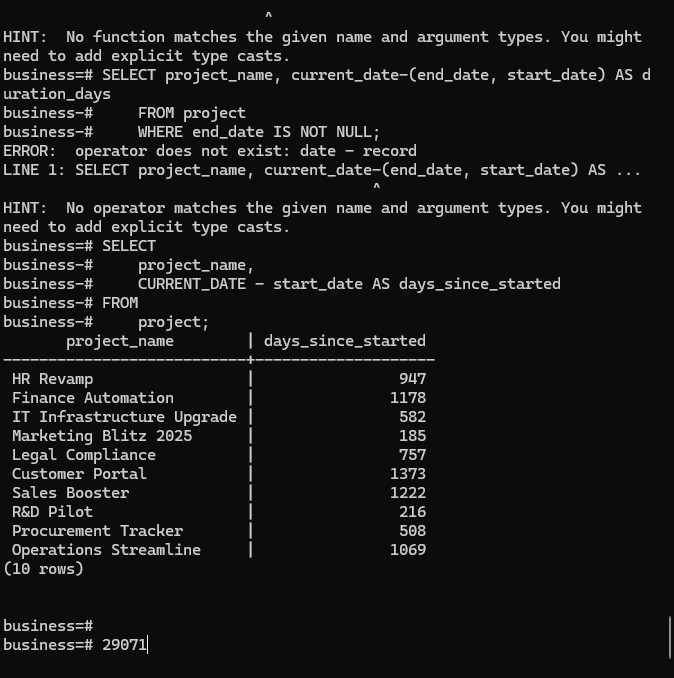 ^
HINT:  No function matches the given name and argument types. You might
need to add explicit type casts.
business=# SELECT project_name, current_date-(end_date, start_date) AS d
uration_days
business-#     FROM project
business-#     WHERE end_date IS NOT NULL;
ERROR:  operator does not exist: date - record
LINE 1: SELECT project_name, current_date-(end_date, start_date) AS ...
^
HINT:  No operator matches the given name and argument types. You might
need to add explicit type casts.
business=# SELECT
business-#     project_name,
business-#     CURRENT_DATE - start_date AS days_since_started
business-# FROM
business-#     project;
project_name        | days_since_started
---------------------------+--------------------
HR Revamp                 |                947
Finance Automation        |               1178
IT Infrastructure Upgrade |                582
Marketing Blitz 2025      |                185
Legal Compliance          |                757
Customer Portal           |               1373
Sales Booster             |               1222
R&D Pilot                 |                216
Procurement Tracker       |                508
Operations Streamline     |               1069
(10 rows)
business=#
business=# 29071